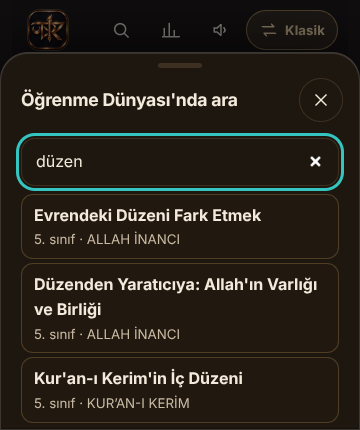 Klasik
Öğrenme Dünyası'nda ara
düzen
Evrendeki Düzeni Fark Etmek
5. sınıf · ALLAH İNANCI
Düzenden Yaratıcıya: Allah'ın Varlığı
ve Birliği
5. sınıf · ALLAH İNANCI
Kur'an-ı Kerim'in İç Düzeni
5. sınıf · KUR’AN-I KERİM